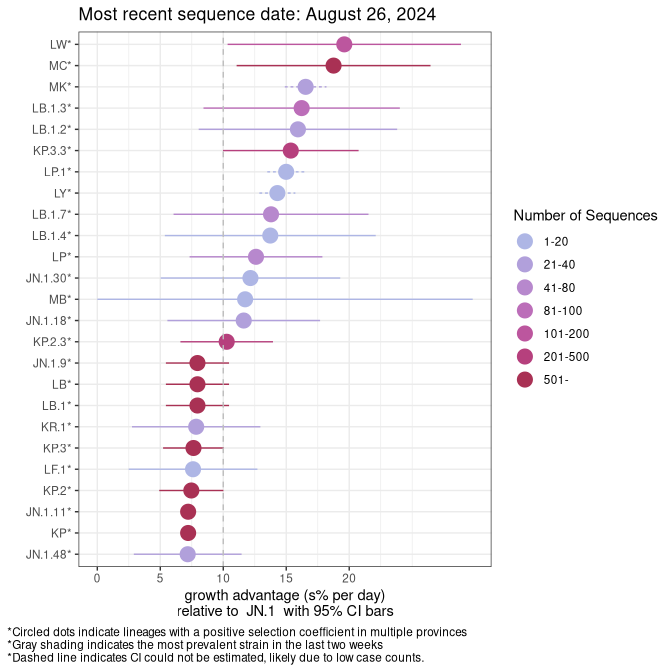 Most recent sequence date: August 26, 2024
LW*
MC*
MK*
LB.1.3*
LB.1.2*
KP.3.3*
LP.1*
LY*
LB.1.7*
LB.1.4*
LP*
JN.1.30*
MB*
JN.1.18*
KP.2.3*
JN.1.9*
LB*
LB.1*
KR.1*
KP.3*
LF.1*
KP.2*
JN.1.11*
KP*
JN.1.48*
0 5 10 15 20
growth advantage (s% per day)
relative to JN.1 with 95% CI bars
Number of Sequences
1-20
21-40
41-80
81-100
101-200
201-500
501-
*Circled dots indicate lineages with a positive selection coefficient in multiple provinces
*Gray shading indicates the most prevalent strain in the last two weeks
*Dashed line indicates CI could not be estimated, likely due to low case counts.